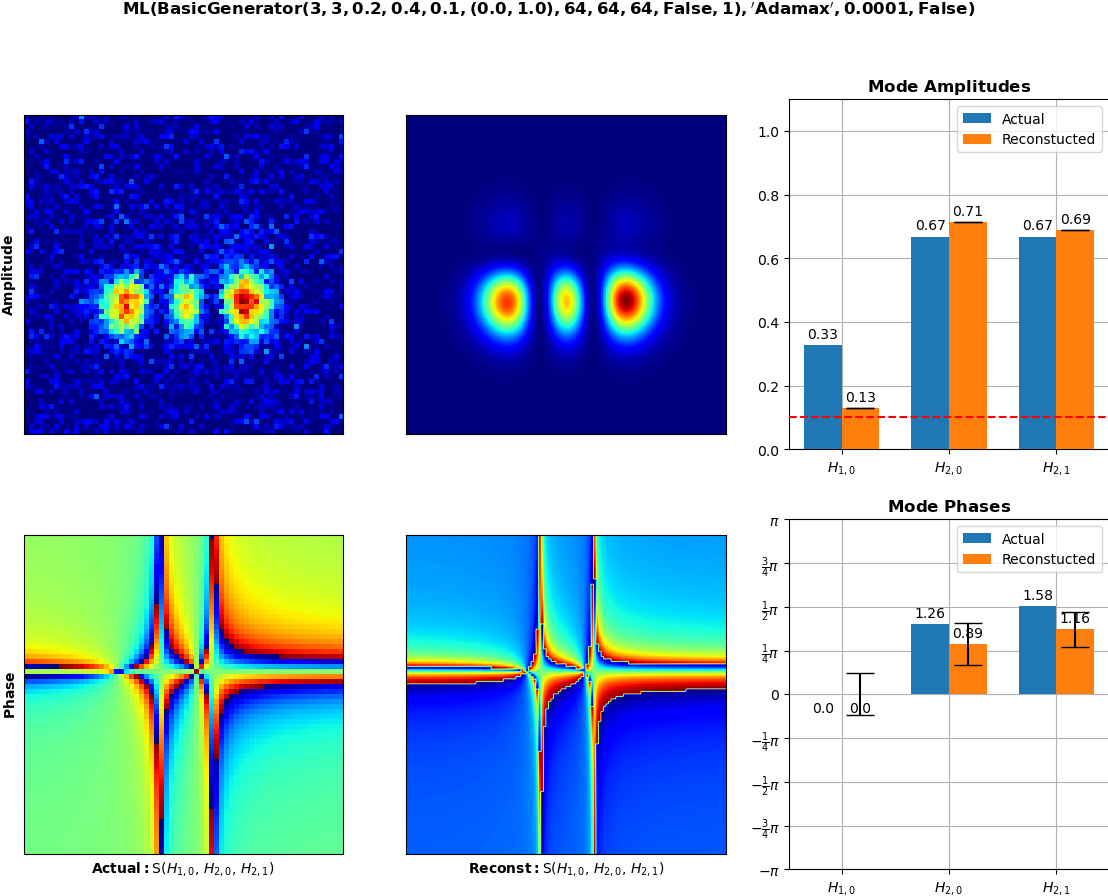 ML(BasicGenerator(3, 3, 0.2, 0.4, 0.1, (0.0, 1.0), 64, 64, 64, False, 1), ′Adamax′, 0.0001, False)
Amplitude
Mode Amplitudes
Actual
Reconstucted
1.0
0.8
0.6
0.4
0.2
0.0
0.33
0.13
0.67
0.71
0.67
0.69
H1,0
H2,0
H2,1
Phase
Actual: S(H1,0, H2,0, H2,1)
Reconst: S(H1,0, H2,0, H2,1)
Mode Phases
Actual
Reconstucted
π
3/4π
1/2π
1/4π
0
−1/4π
−1/2π
−3/4π
−π
0.0
0.0
1.26
0.89
1.58
1.16
H1,0
H2,0
H2,1